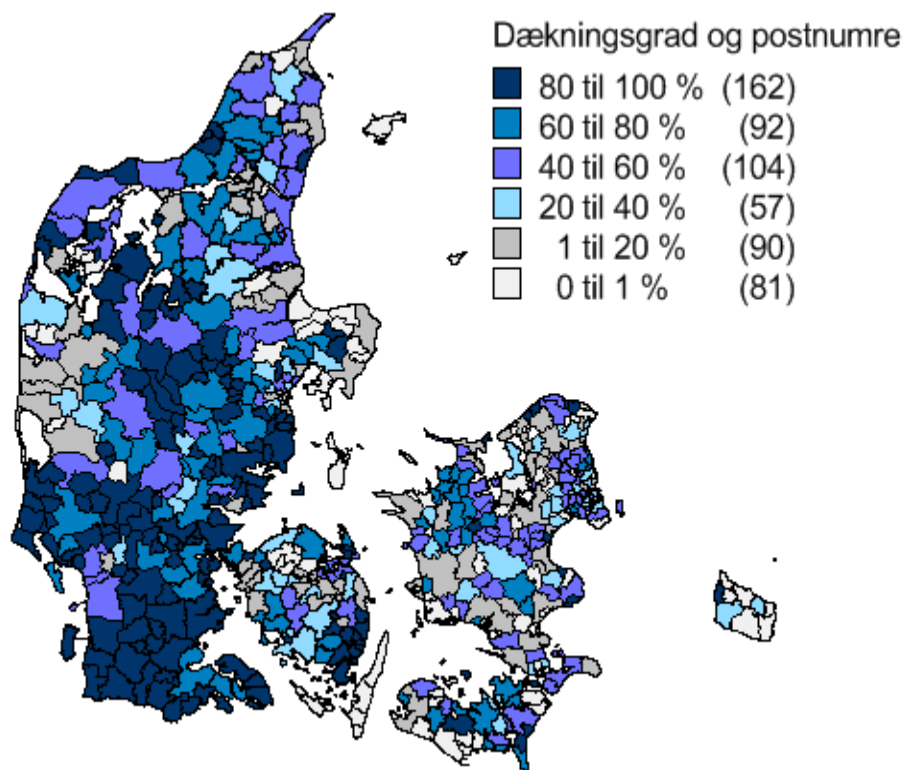 Dækningsgrad og postnumre
80 til 100 % (162)
60 til 80 % (92)
40 til 60 % (104)
20 til 40 % (57)
1 til 20 % (90)
0 til 1 % (81)